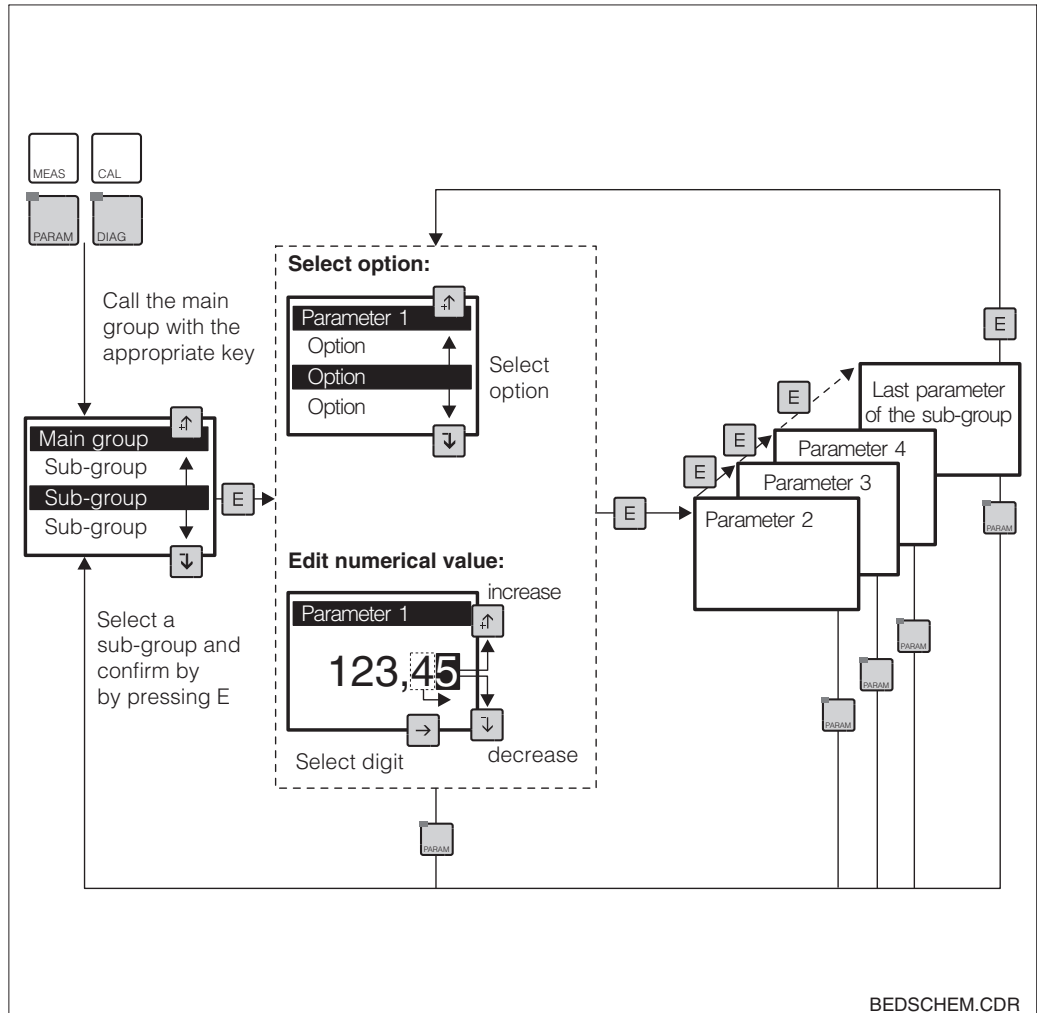 MEAS
CAL
PARAM
DIAG
Call the main
group with the
appropriate key
Main group
Sub-group
Sub-group
Sub-group
E
Select a
sub-group and
confirm by
by pressing E
Select option:
Parameter 1
Option
Option
Option
Select
option
Edit numerical value:
increase
Parameter 1
123,45
Select digit
decrease
PARAM
E
Parameter 2
Parameter 3
Parameter 4
Last parameter
of the sub-group
E
E
E
E
PARAM
PARAM
PARAM
PARAM
BEDSCHEM.CDR